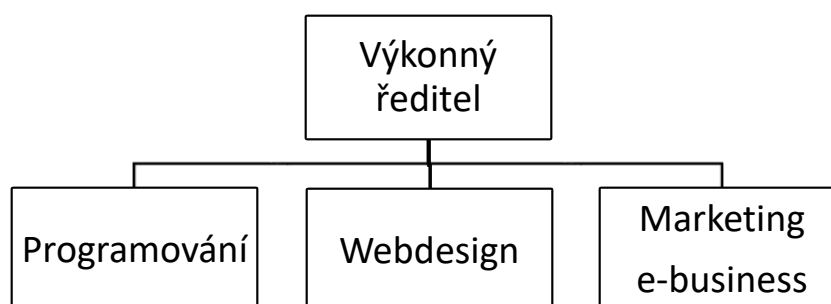 Výkonný
ředitel
Programování
Webdesign
Marketing
e-business